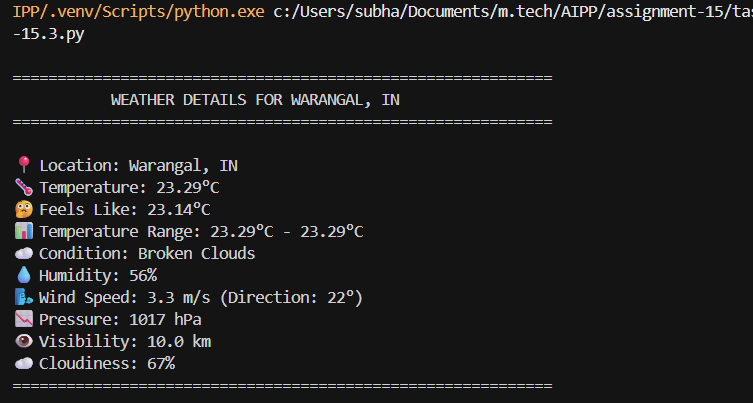 IPP/.venv/Scripts/python.exe c:/Users/subha/Documents/m.tech/AIPP/assignment-15/tas
-15.3.py
============================================================
WEATHER DETAILS FOR WARANGAL, IN
============================================================
📍 Location: Warangal, IN
🌡️ Temperature: 23.29°C
🤔 Feels Like: 23.14°C
📊 Temperature Range: 23.29°C - 23.29°C
☁️ Condition: Broken Clouds
💧 Humidity: 56%
🌬️ Wind Speed: 3.3 m/s (Direction: 22°)
📉 Pressure: 1017 hPa
👁️ Visibility: 10.0 km
☁️ Cloudiness: 67%
============================================================